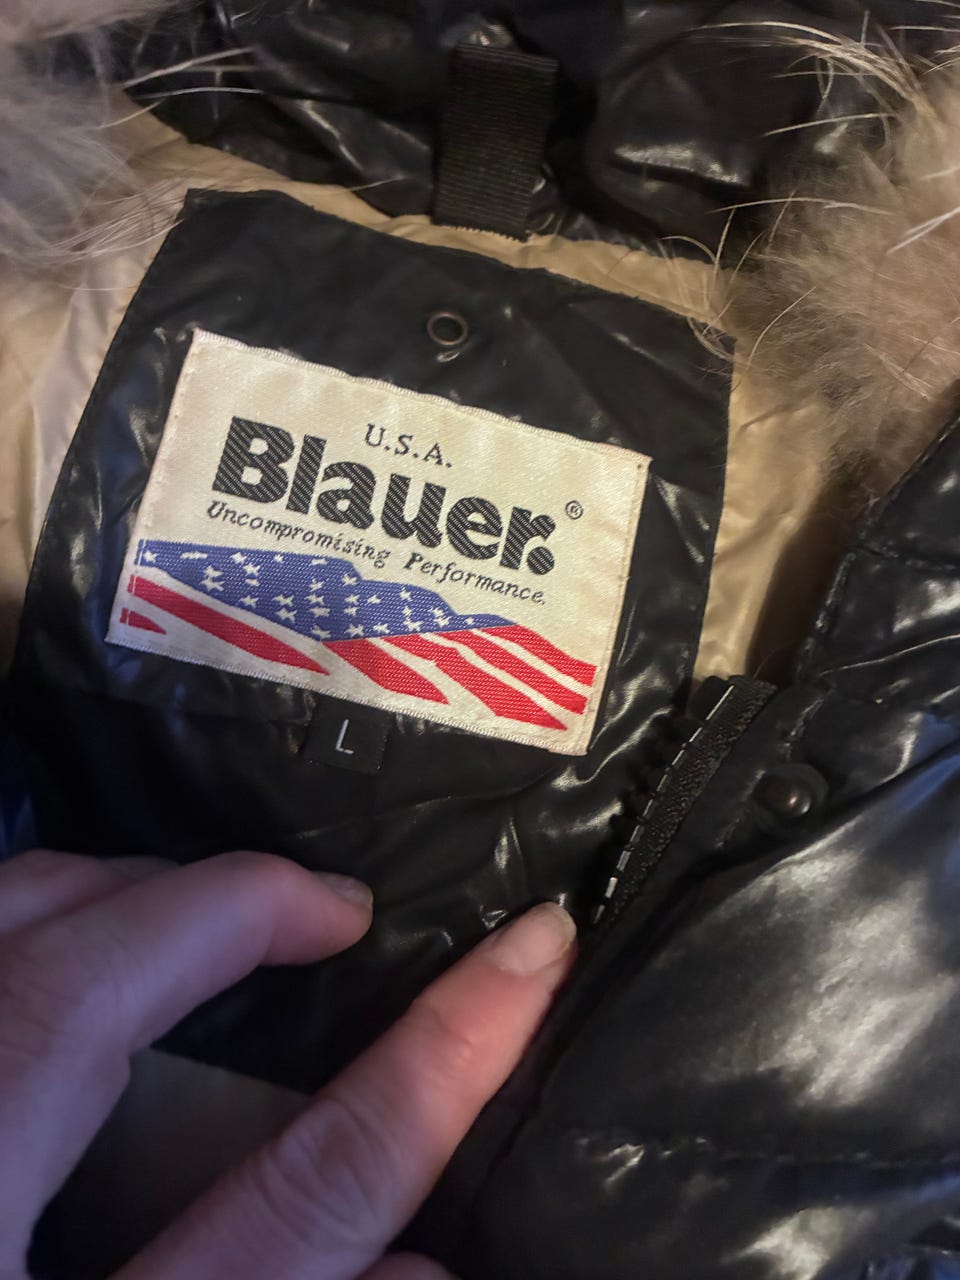 U.S.A.
Blauer.®
Uncompromising Performance.
L